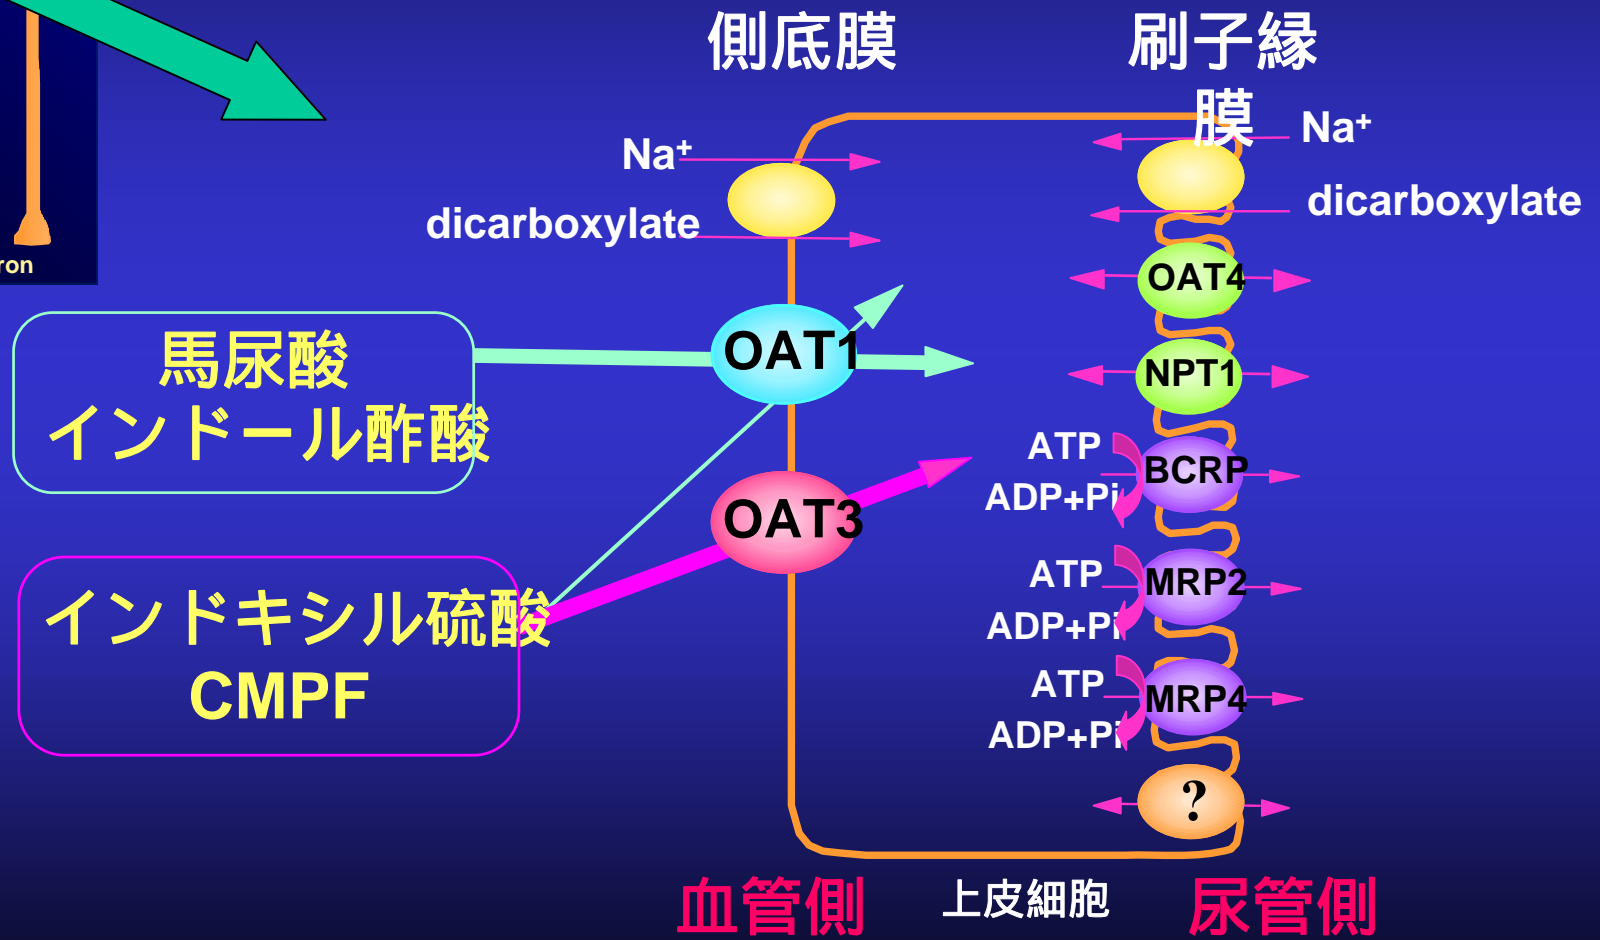 側底膜
刷子縁
膜
Na⁺
Na⁺
dicarboxylate
dicarboxylate
ron
OAT4
馬尿酸
インドール酢酸
OAT1
NPT1
ATP
BCRP
ADP+Pi
OAT3
ATP
MRP2
ADP+Pi
インドキシル硫酸
CMPF
ATP
MRP4
ADP+Pi
?
血管側
上皮細胞
尿管側